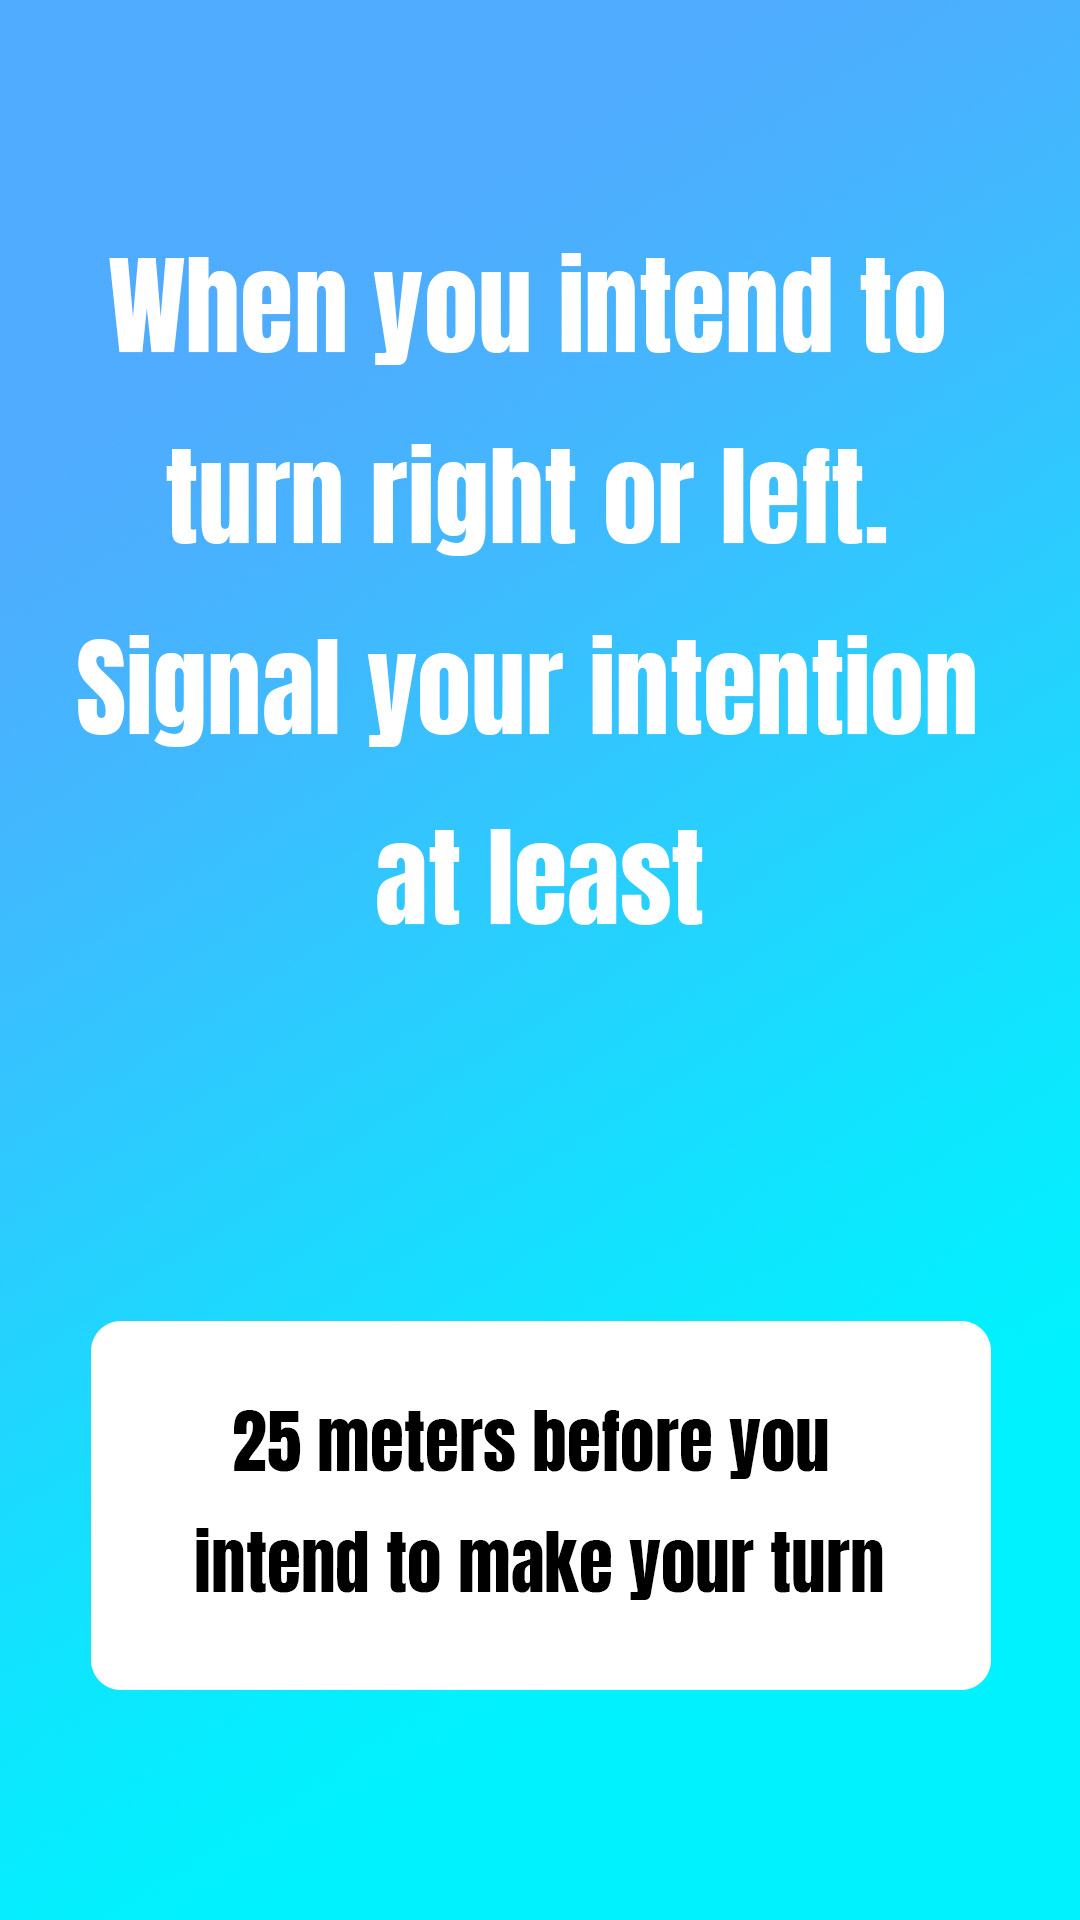 When you intend to
turn right or left.
Signal your intention
at least
25 meters before you
intend to make your turn